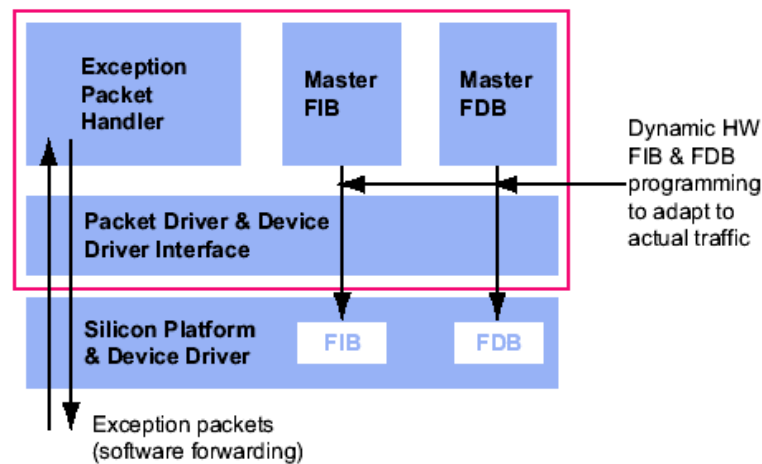 Exception
Packet
Handler
Master
FIB
Master
FDB
Dynamic HW
FIB & FDB
programming
to adapt to
actual traffic
Packet Driver & Device
Driver Interface
Silicon Platform
& Device Driver
FIB
FDB
Exception packets
(software forwarding)